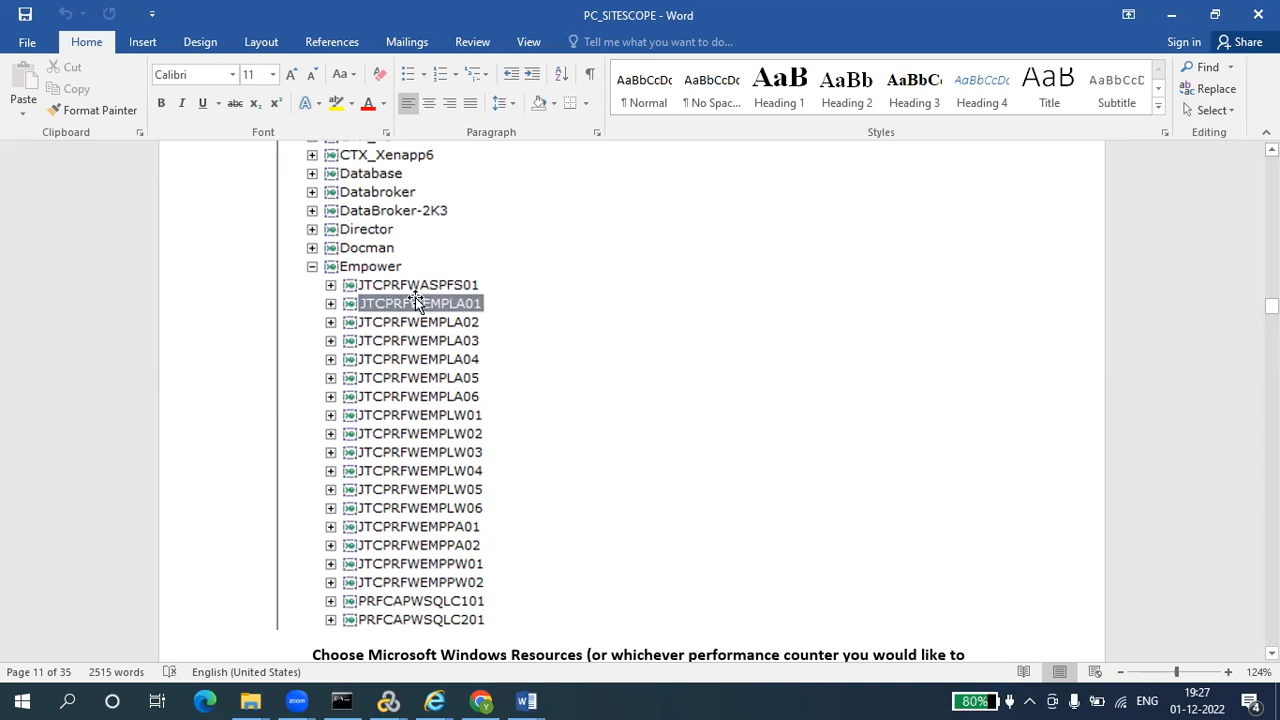 PC_SITESCOPE - Word
File Home Insert Design Layout References Mailings Review View Tell me what you want to do... Sign in Share
Paste
Cut
Copy
Format Painter
Clipboard
Calibri 11
Font
Paragraph
AaBbCcDc AaBbCcDc AaB AaBb AaBbC AaBbCcDc AaB AaBbCcDc
¶ Normal ¶ No Spac... Heading 1 Heading 2 Heading 3 Heading 4 Title Subtitle
Styles
Find
Replace
Select
Editing
CTX_Xenapp6
Database
Databroker
DataBroker-2K3
Director
Docman
Empower
JTCPRFWASPFS01
JTCPRFWEMPLA01
JTCPRFWEMPLA02
JTCPRFWEMPLA03
JTCPRFWEMPLA04
JTCPRFWEMPLA05
JTCPRFWEMPLA06
JTCPRFWEMPLW01
JTCPRFWEMPLW02
JTCPRFWEMPLW03
JTCPRFWEMPLW04
JTCPRFWEMPLW05
JTCPRFWEMPLW06
JTCPRFWEMPPA01
JTCPRFWEMPPA02
JTCPRFWEMPPW01
JTCPRFWEMPPW02
PRFCAPWSQLC101
PRFCAPWSQLC201
Choose Microsoft Windows Resources (or whichever performance counter you would like to
Page 11 of 35 2515 words English (United States) 124%
zoom 80% ENG 19:27
01-12-2022 4